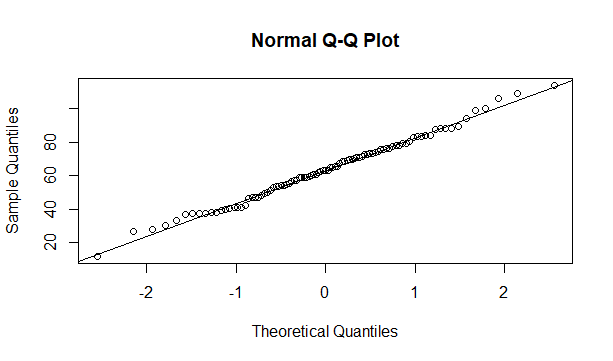 Normal Q-Q Plot
Sample Quantiles
80
60
40
20
-2 -1 0 1 2
Theoretical Quantiles